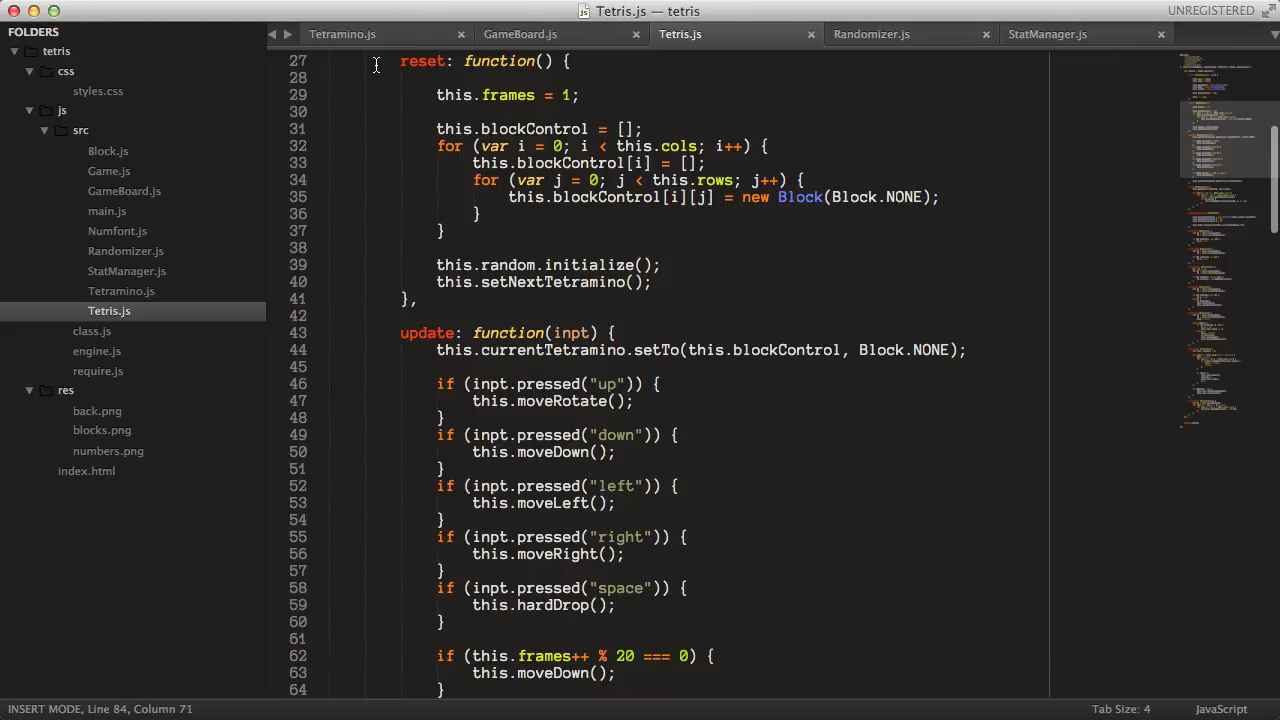 Tetris.js — tetris
UNREGISTERED
FOLDERS
tetris
css
styles.css
js
src
Block.js
Game.js
GameBoard.js
main.js
Numfont.js
Randomizer.js
StatManager.js
Tetramino.js
Tetris.js
class.js
engine.js
require.js
res
back.png
blocks.png
numbers.png
index.html
Tetramino.js × GameBoard.js × Tetris.js × Randomizer.js × StatManager.js ×
27 reset: function() {
28
29 this.frames = 1;
30
31 this.blockControl = [];
32 for (var i = 0; i < this.cols; i++) {
33 this.blockControl[i] = [];
34 for (var j = 0; j < this.rows; j++) {
35 this.blockControl[i][j] = new Block(Block.NONE);
36 }
37 }
38
39 this.random.initialize();
40 this.setNextTetramino();
41 },
42
43 update: function(inpt) {
44 this.currentTetramino.setTo(this.blockControl, Block.NONE);
45
46 if (inpt.pressed("up")) {
47 this.moveRotate();
48 }
49 if (inpt.pressed("down")) {
50 this.moveDown();
51 }
52 if (inpt.pressed("left")) {
53 this.moveLeft();
54 }
55 if (inpt.pressed("right")) {
56 this.moveRight();
57 }
58 if (inpt.pressed("space")) {
59 this.hardDrop();
60 }
61
62 if (this.frames++ % 20 === 0) {
63 this.moveDown();
64 }
INSERT MODE, Line 84, Column 71
Tab Size: 4
JavaScript